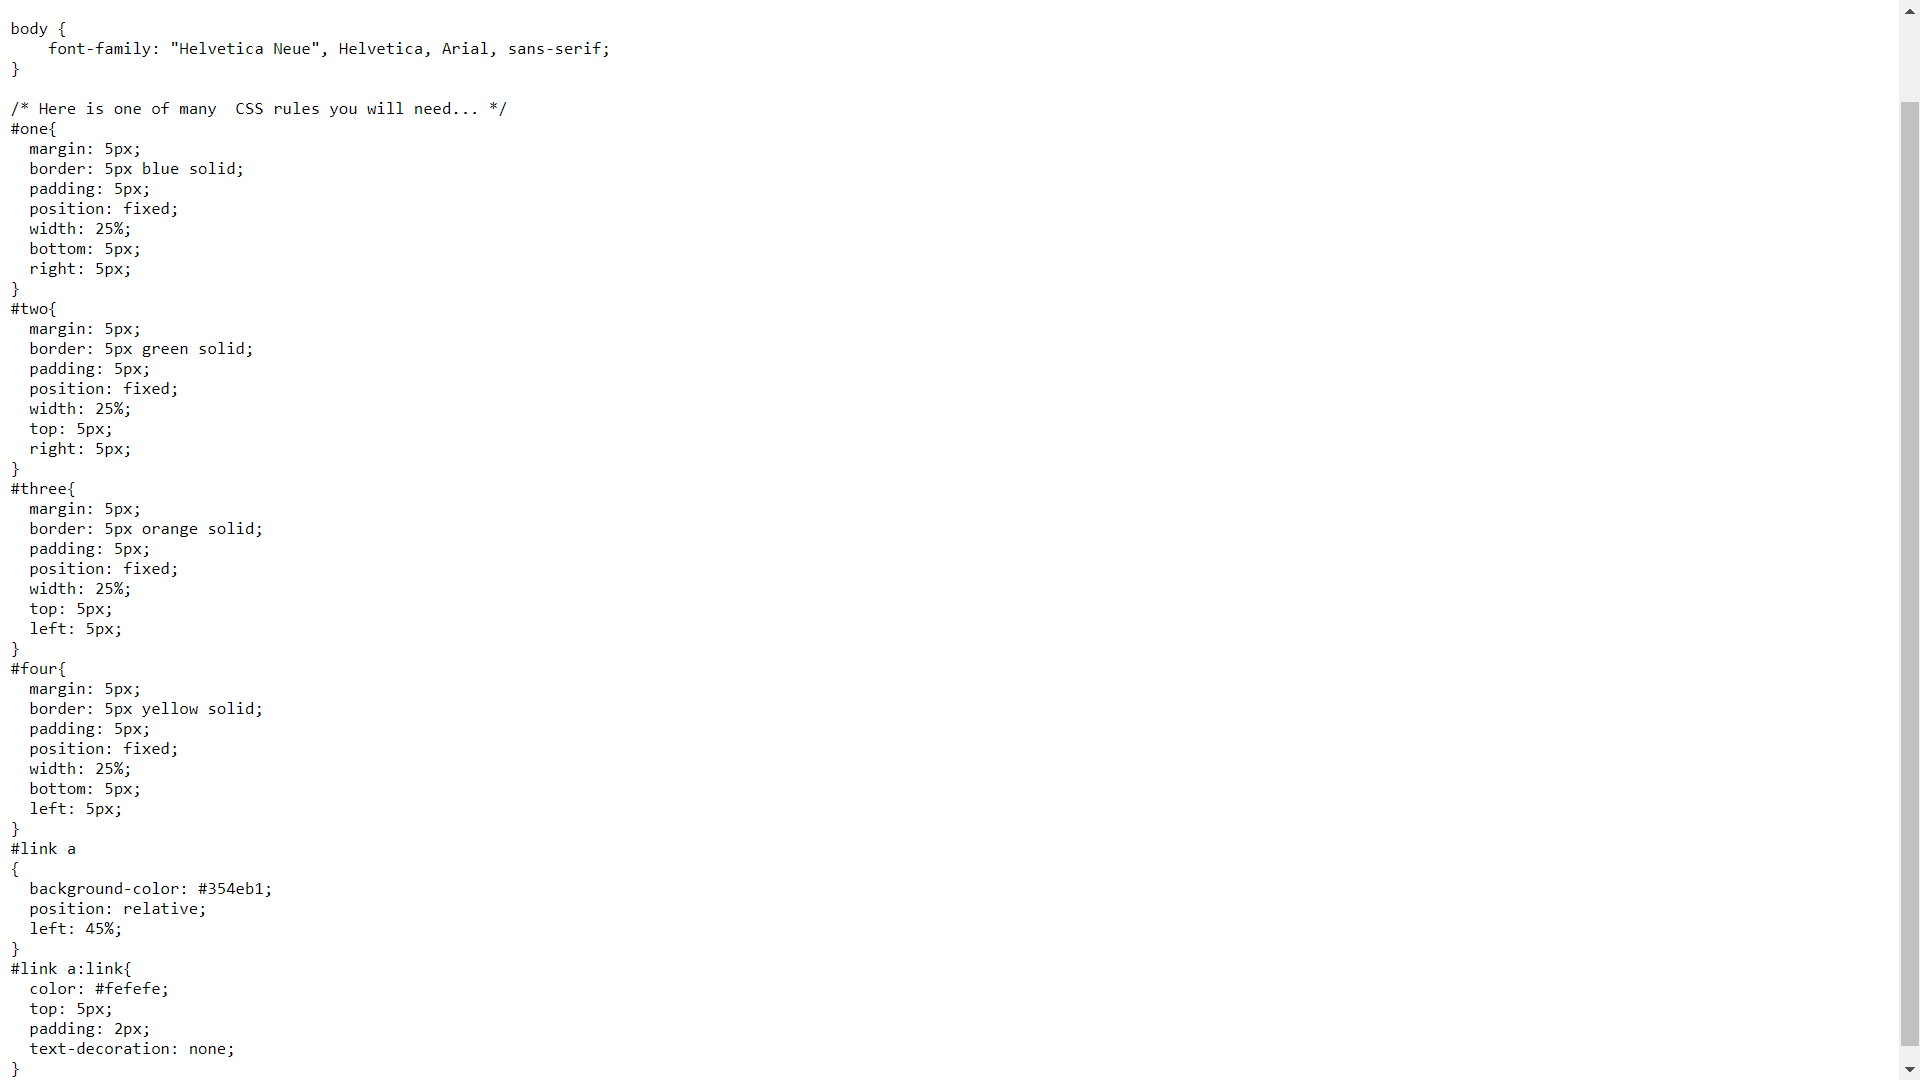 body {
    font-family: "Helvetica Neue", Helvetica, Arial, sans-serif;
}

/* Here is one of many  CSS rules you will need... */
#one{
  margin: 5px;
  border: 5px blue solid;
  padding: 5px;
  position: fixed;
  width: 25%;
  bottom: 5px;
  right: 5px;
}
#two{
  margin: 5px;
  border: 5px green solid;
  padding: 5px;
  position: fixed;
  width: 25%;
  top: 5px;
  right: 5px;
}
#three{
  margin: 5px;
  border: 5px orange solid;
  padding: 5px;
  position: fixed;
  width: 25%;
  top: 5px;
  left: 5px;
}
#four{
  margin: 5px;
  border: 5px yellow solid;
  padding: 5px;
  position: fixed;
  width: 25%;
  bottom: 5px;
  left: 5px;
}
#link a
{
  background-color: #354eb1;
  position: relative;
  left: 45%;
}
#link a:link{
  color: #fefefe;
  top: 5px;
  padding: 2px;
  text-decoration: none;
}